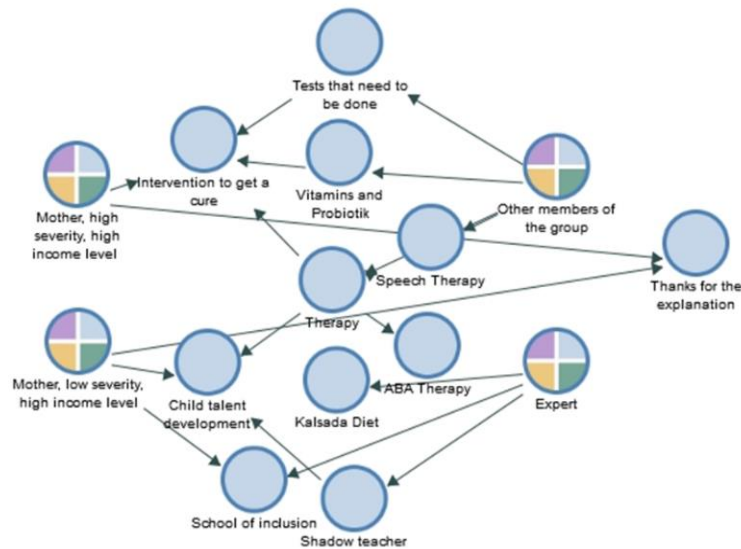 Tests that need to
be done
Intervention to get a
cure
Vitamins and
Probiotik
Mother, high
severity, high
income level
Other members of
the group
Speech Therapy
Thanks for the
explanation
Therapy
Mother, low severity,
high income level
Child talent
development
ABA Therapy
Kalsada Diet
Expert
School of inclusion
Shadow teacher